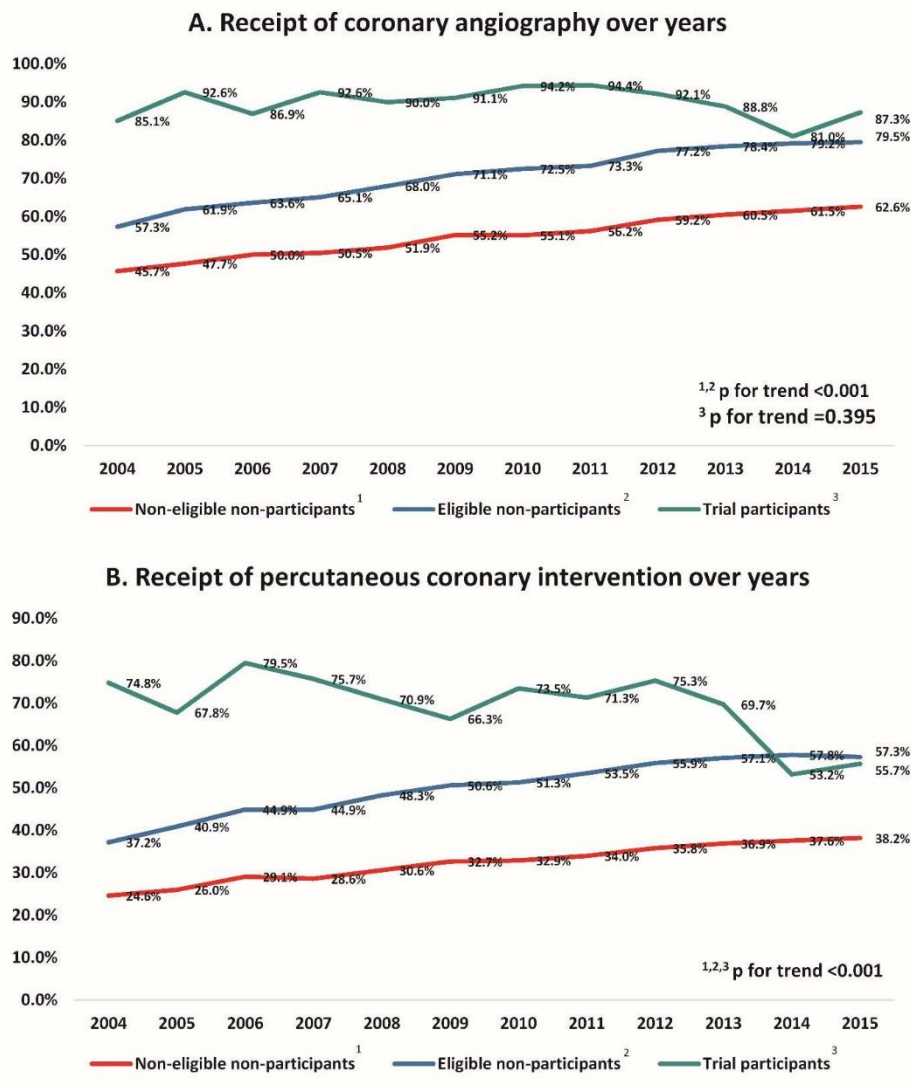 A. Receipt of coronary angiography over years
100.0%
90.0%
80.0%
70.0%
60.0%
50.0%
40.0%
30.0%
20.0%
10.0%
0.0%
85.1% 92.6% 86.9% 92.6% 90.0% 91.1% 94.2% 94.4% 92.1% 88.8% 81.0% 87.3%
57.3% 61.9% 63.6% 65.1% 68.0% 71.1% 72.5% 73.3% 77.2% 78.4% 79.2% 79.5%
45.7% 47.7% 50.0% 50.5% 51.9% 55.2% 55.1% 56.2% 59.2% 60.5% 61.5% 62.6%
1,2 p for trend <0.001
3 p for trend =0.395
2004 2005 2006 2007 2008 2009 2010 2011 2012 2013 2014 2015
Non-eligible non-participants1 Eligible non-participants2 Trial participants3
B. Receipt of percutaneous coronary intervention over years
90.0%
80.0%
70.0%
60.0%
50.0%
40.0%
30.0%
20.0%
10.0%
0.0%
74.8% 67.8% 79.5% 75.7% 70.9% 66.3% 73.5% 71.3% 75.3% 69.7% 53.2% 55.7%
37.2% 40.9% 44.9% 44.9% 48.3% 50.6% 51.3% 53.5% 55.9% 57.1% 57.8% 57.3%
24.6% 26.0% 29.1% 28.6% 30.6% 32.7% 32.9% 34.0% 35.8% 36.9% 37.6% 38.2%
1,2,3 p for trend <0.001
2004 2005 2006 2007 2008 2009 2010 2011 2012 2013 2014 2015
Non-eligible non-participants1 Eligible non-participants2 Trial participants3